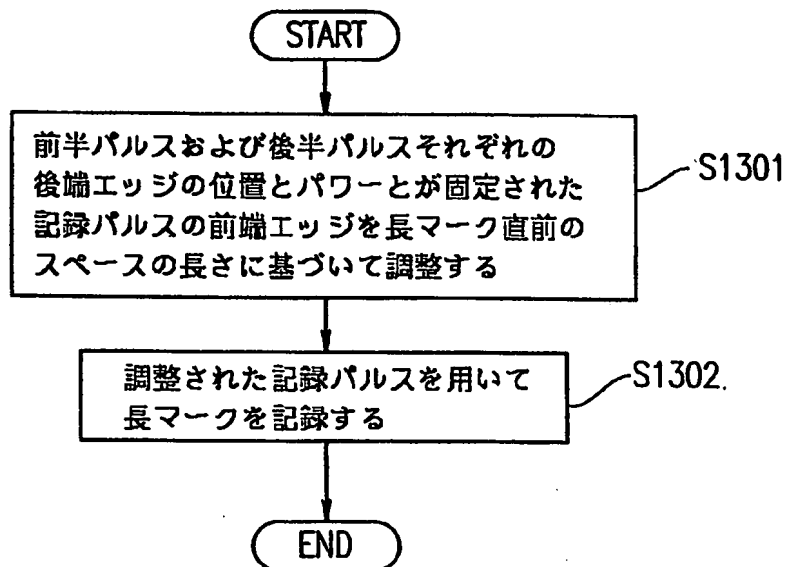 START
前半パルスおよび後半パルスそれぞれの
後端エッジの位置とパワーとが固定された
記録パルスの前端エッジを長マーク直前の
スペースの長さに基づいて調整する
S1301
調整された記録パルスを用いて
長マークを記録する
S1302
END